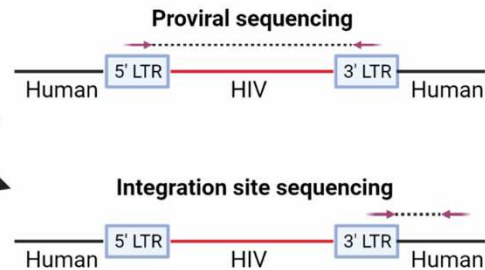 Proviral sequencing
5' LTR 3' LTR
Human HIV Human
Integration site sequencing
5' LTR 3' LTR
Human HIV Human